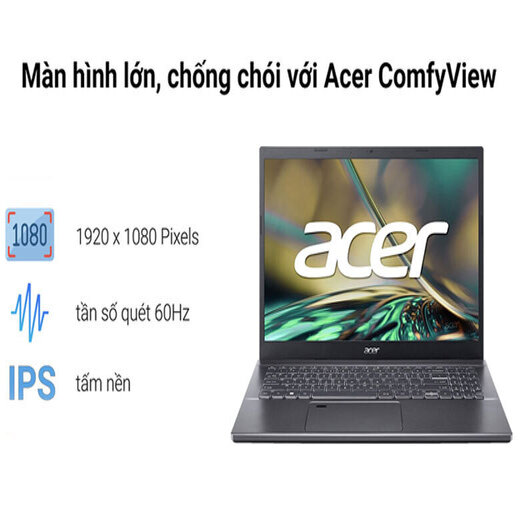 Màn hình lớn, chống chói với Acer ComfyView
1080
1920 x 1080 Pixels
acer
tần số quét 60Hz
acer
IPS
tấm nền